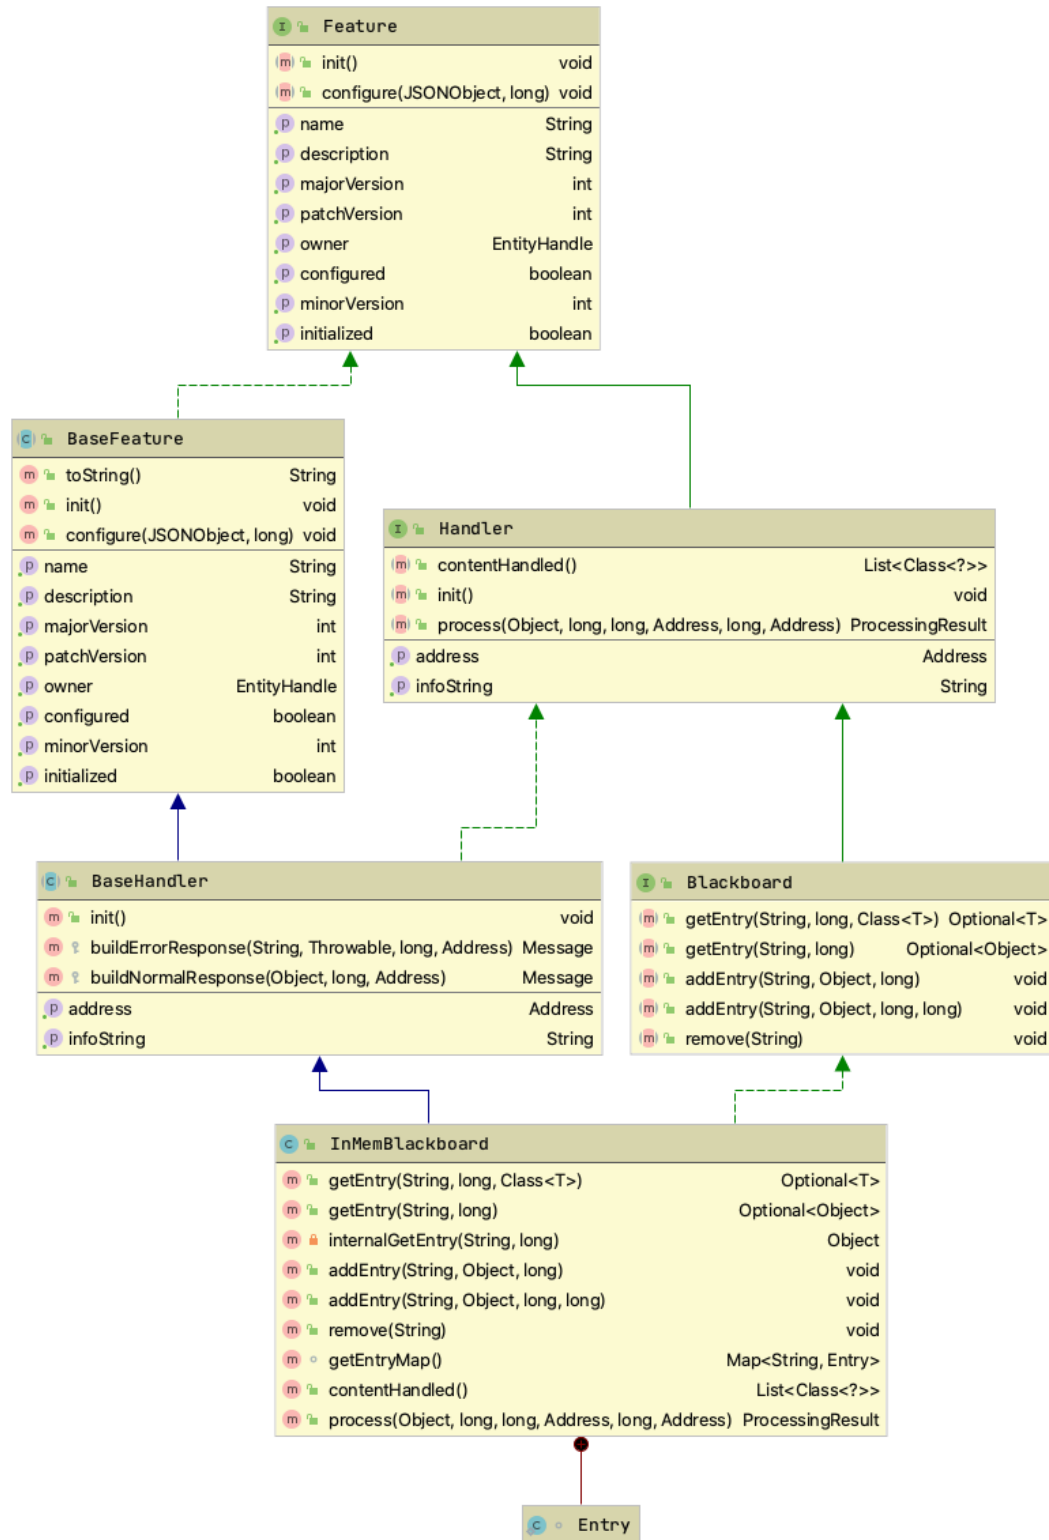 Feature
init() void
configure(JSONObject, long) void
name String
description String
majorVersion int
patchVersion int
owner EntityHandle
configured boolean
minorVersion int
initialized boolean
BaseFeature
toString() String
init() void
configure(JSONObject, long) void
name String
description String
majorVersion int
patchVersion int
owner EntityHandle
configured boolean
minorVersion int
initialized boolean
Handler
contentHandled() List<Class<?>>
init() void
process(Object, long, long, Address, long, Address) ProcessingResult
address Address
infoString String
BaseHandler
init() void
buildErrorResponse(String, Throwable, long, Address) Message
buildNormalResponse(Object, long, Address) Message
address Address
infoString String
Blackboard
getEntry(String, long, Class<T>) Optional<T>
getEntry(String, long) Optional<Object>
addEntry(String, Object, long) void
addEntry(String, Object, long, long) void
remove(String) void
InMemBlackboard
getEntry(String, long, Class<T>) Optional<T>
getEntry(String, long) Optional<Object>
internalGetEntry(String, long) Object
addEntry(String, Object, long) void
addEntry(String, Object, long, long) void
remove(String) void
getEntryMap() Map<String, Entry>
contentHandled() List<Class<?>>
process(Object, long, long, Address, long, Address) ProcessingResult
Entry